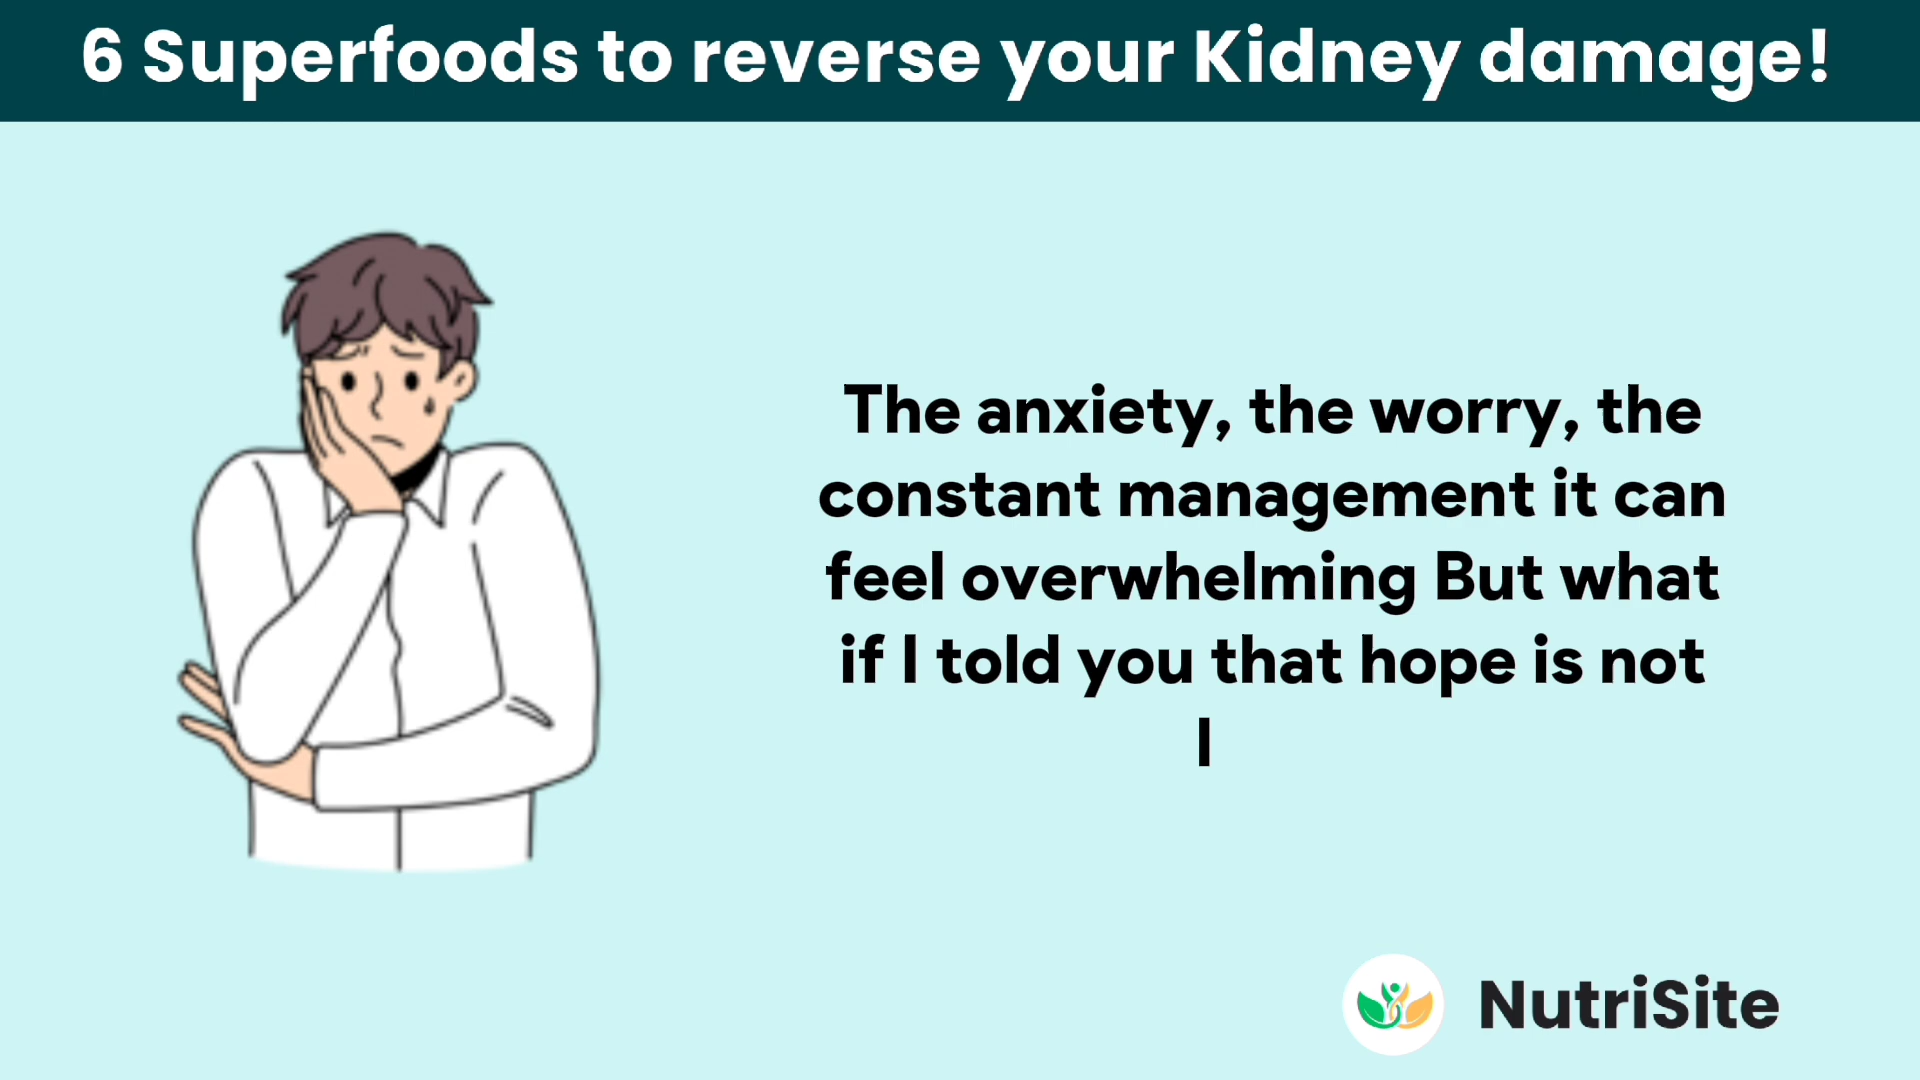 6 Superfoods to reverse your Kidney damage!
The anxiety, the worry, the
constant management it can
feel overwhelming But what
if I told you that hope is not
l
NutriSite